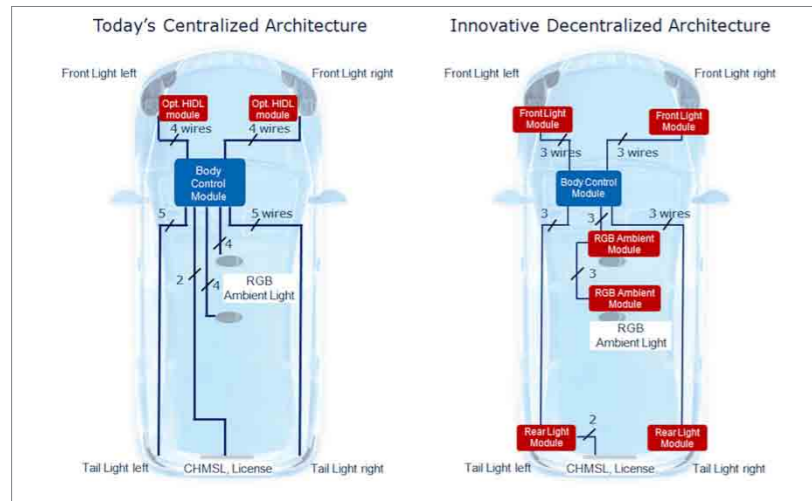 Today's Centralized Architecture
Front Light left
Front Light right
Opt. HIDL
module
Opt. HIDL
module
4 wires
4 wires
Body
Control
Module
5
5 wires
4
2
4
RGB
Ambient Light
Tail Light left
CHMSL, License
Tail Light right
Innovative Decentralized Architecture
Front Light left
Front Light right
Front Light
Module
Front Light
Module
3 wires
3 wires
Body Control
Module
3
3
3 wires
RGB Ambient
Module
3
RGB Ambient
Module
RGB
Ambient Light
2
Rear Light
Module
Rear Light
Module
Tail Light left
CHMSL, License
Tail Light right